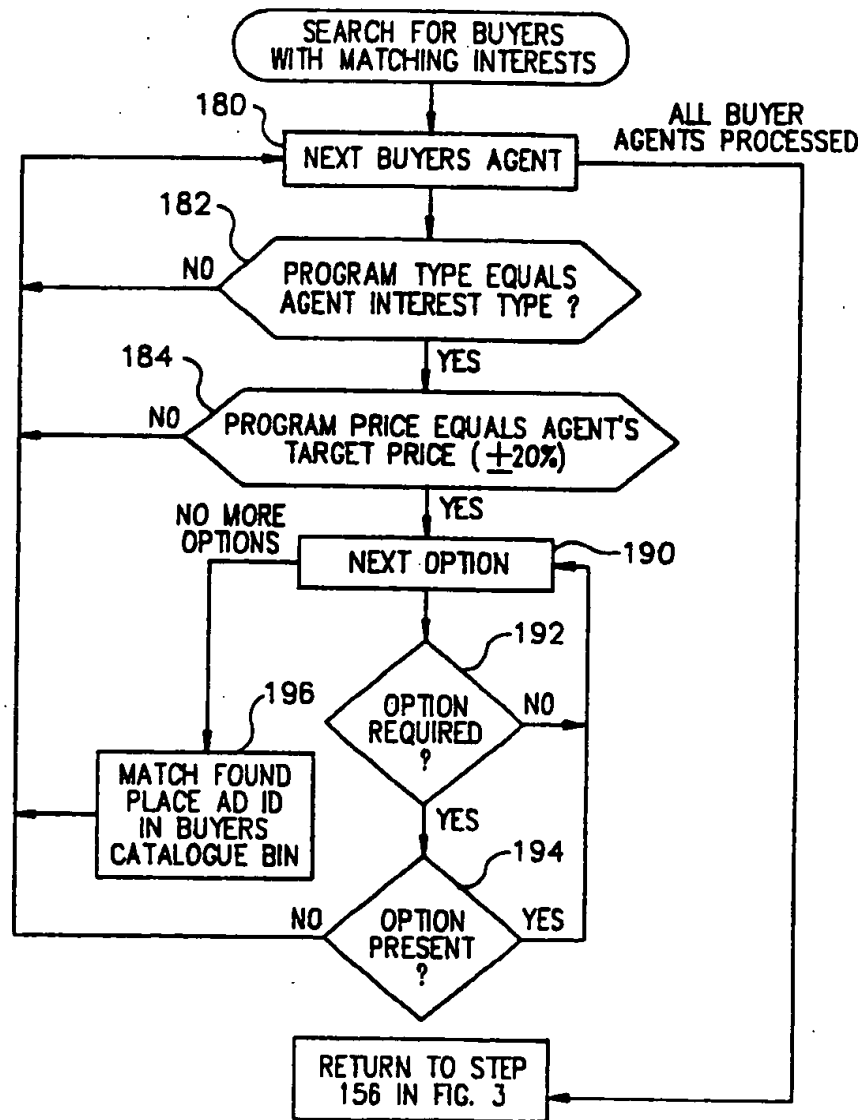 SEARCH FOR BUYERS
WITH MATCHING INTERESTS
180
ALL BUYER
AGENTS PROCESSED
NEXT BUYERS AGENT
182
NO
PROGRAM TYPE EQUALS
AGENT INTEREST TYPE ?
YES
184
NO
PROGRAM PRICE EQUALS AGENT'S
TARGET PRICE (±20%)
YES
NO MORE
OPTIONS
NEXT OPTION
190
192
OPTION
REQUIRED
?
NO
196
MATCH FOUND
PLACE AD ID
IN BUYERS
CATALOGUE BIN
YES
194
NO
OPTION
PRESENT
?
YES
RETURN TO STEP
156 IN FIG. 3